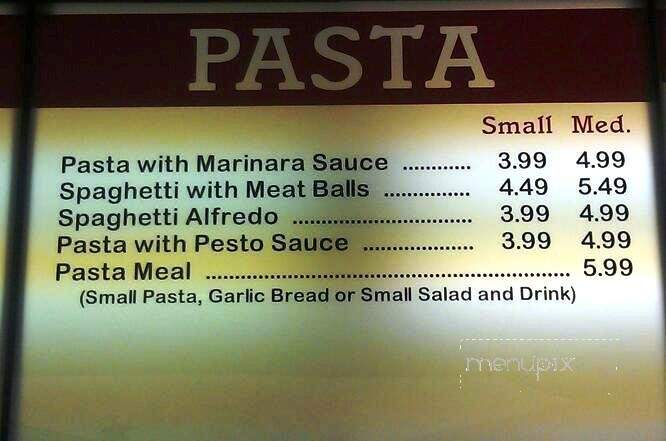 PASTA
Small Med.
Pasta with Marinara Sauce ............ 3.99 4.99
Spaghetti with Meat Balls ............... 4.49 5.49
Spaghetti Alfredo ................................ 3.99 4.99
Pasta with Pesto Sauce .................... 3.99 4.99
Pasta Meal ................................................................. 5.99
(Small Pasta, Garlic Bread or Small Salad and Drink)
menupix